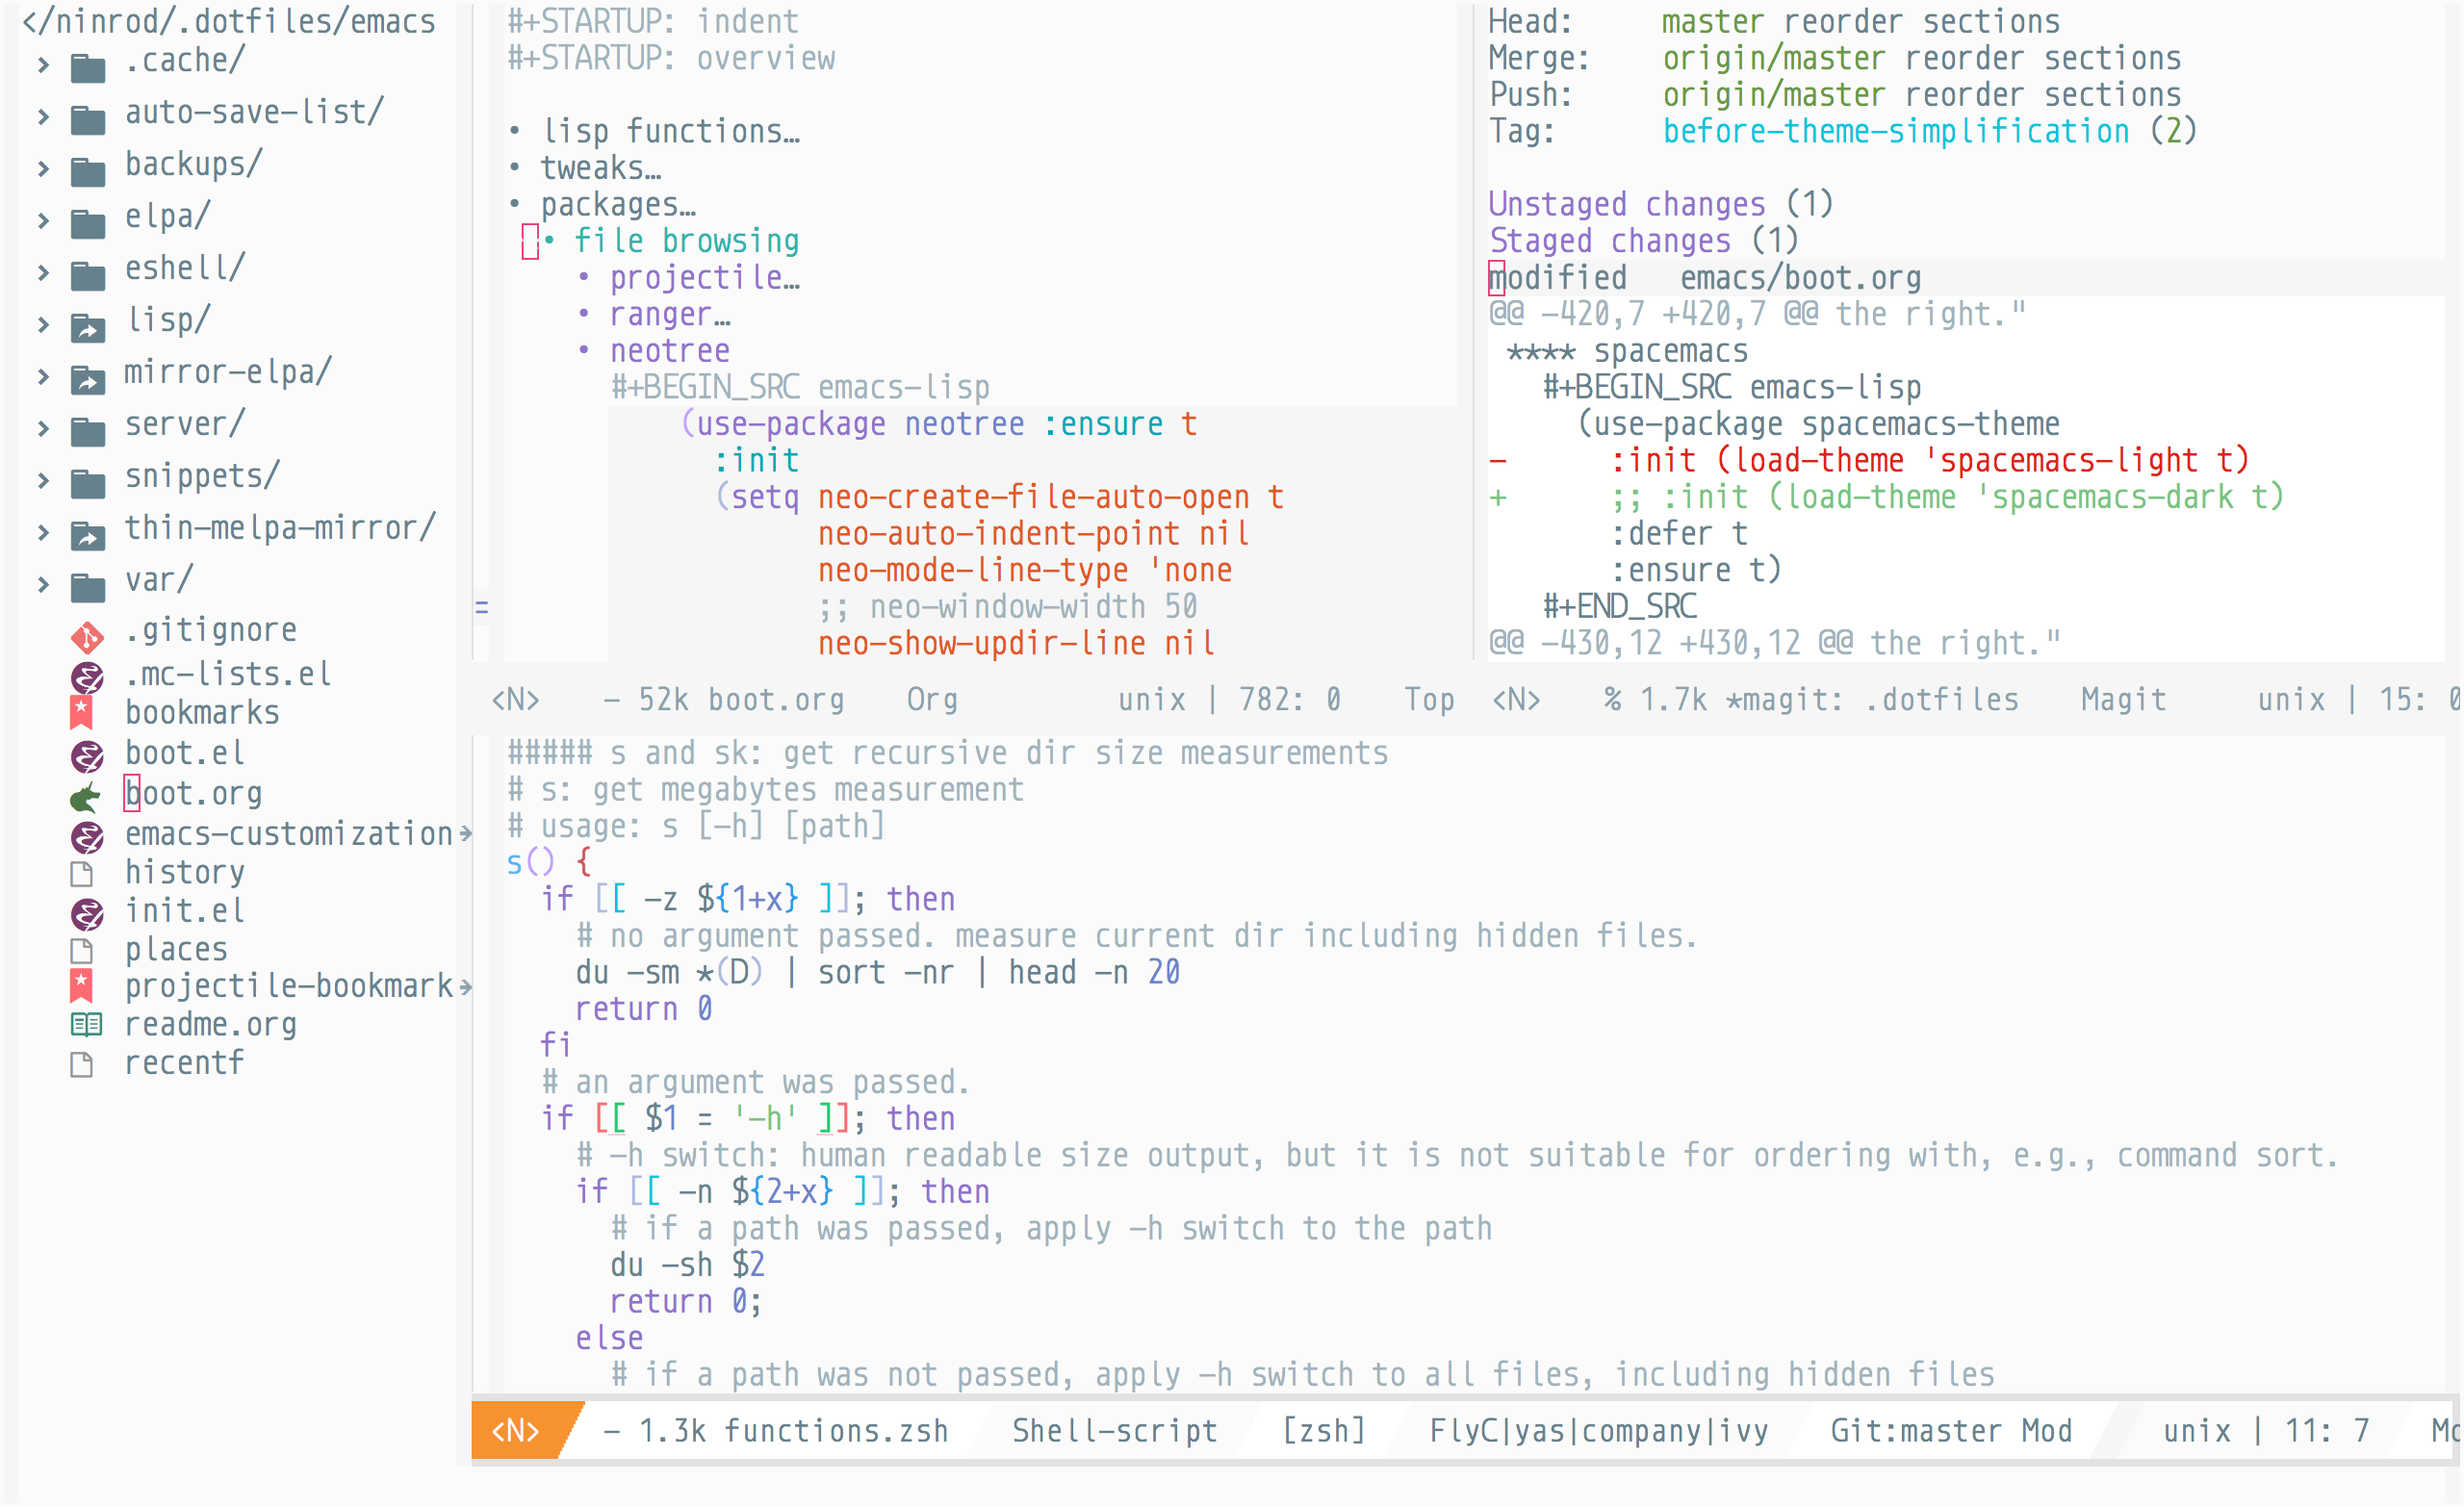 </ninrod/.dotfiles/emacs
.cache/
auto-save-list/
backups/
elpa/
eshell/
lisp/
mirror-elpa/
server/
snippets/
thin-melpa-mirror/
var/
.gitignore
.mc-lists.el
bookmarks
boot.el
boot.org
emacs-customization
history
init.el
places
projectile-bookmark
readme.org
recentf
#+STARTUP: indent
#+STARTUP: overview
• lisp functions…
• tweaks…
• packages…
• file browsing
• projectile…
• ranger…
• neotree
#+BEGIN_SRC emacs-lisp
(use-package neotree :ensure t
:init
(setq neo-create-file-auto-open t
neo-auto-indent-point nil
neo-mode-line-type 'none
;; neo-window-width 50
neo-show-updir-line nil
<N> - 52k boot.org Org unix | 782: 0 Top
Head: master reorder sections
Merge: origin/master reorder sections
Push: origin/master reorder sections
Tag: before-theme-simplification (2)
Unstaged changes (1)
Staged changes (1)
modified emacs/boot.org
@@ -420,7 +420,7 @@ the right."
**** spacemacs
#+BEGIN_SRC emacs-lisp
(use-package spacemacs-theme
- :init (load-theme 'spacemacs-light t)
+ ;; :init (load-theme 'spacemacs-dark t)
:defer t
:ensure t)
#+END_SRC
@@ -430,12 +430,12 @@ the right."
<N> % 1.7k *magit: .dotfiles Magit unix | 15: 0
##### s and sk: get recursive dir size measurements
# s: get megabytes measurement
# usage: s [-h] [path]
s() {
if [[ -z ${1+x} ]]; then
# no argument passed. measure current dir including hidden files.
du -sm *(D) | sort -nr | head -n 20
return 0
fi
# an argument was passed.
if [[ $1 = '-h' ]]; then
# -h switch: human readable size output, but it is not suitable for ordering with, e.g., command sort.
if [[ -n ${2+x} ]]; then
# if a path was passed, apply -h switch to the path
du -sh $2
return 0;
else
# if a path was not passed, apply -h switch to all files, including hidden files
<N> - 1.3k functions.zsh Shell-script [zsh] FlyC|yas|company|ivy Git:master Mod unix | 11: 7